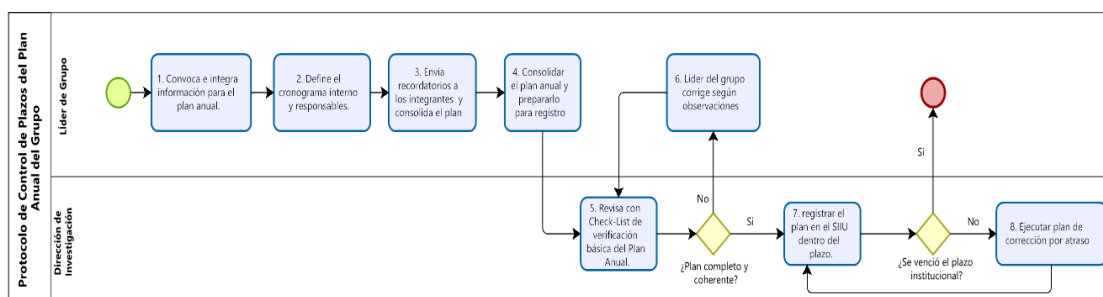 Protocolo de Control de Plazos del Plan
Anual del Grupo
Líder de Grupo
1. Convoca e integra
información para el
plan anual.
2. Define el
cronograma interno
y responsables.
3. Envía
recordatorios a
los integrantes y
consolida el plan
4. Consolidar
el plan anual y
prepararlo
para registro
6. Líder del grupo
corrige según
observaciones
Si
Dirección de
Investigación
5. Revisa con
Check-List de
verificación
básica del Plan
Anual.
No
Si
¿Plan completo y
coherente?
7. registrar el
plan en el SIIU
dentro del
plazo.
No
¿Se venció el plazo
institucional?
8. Ejecutar plan de
corrección por atraso